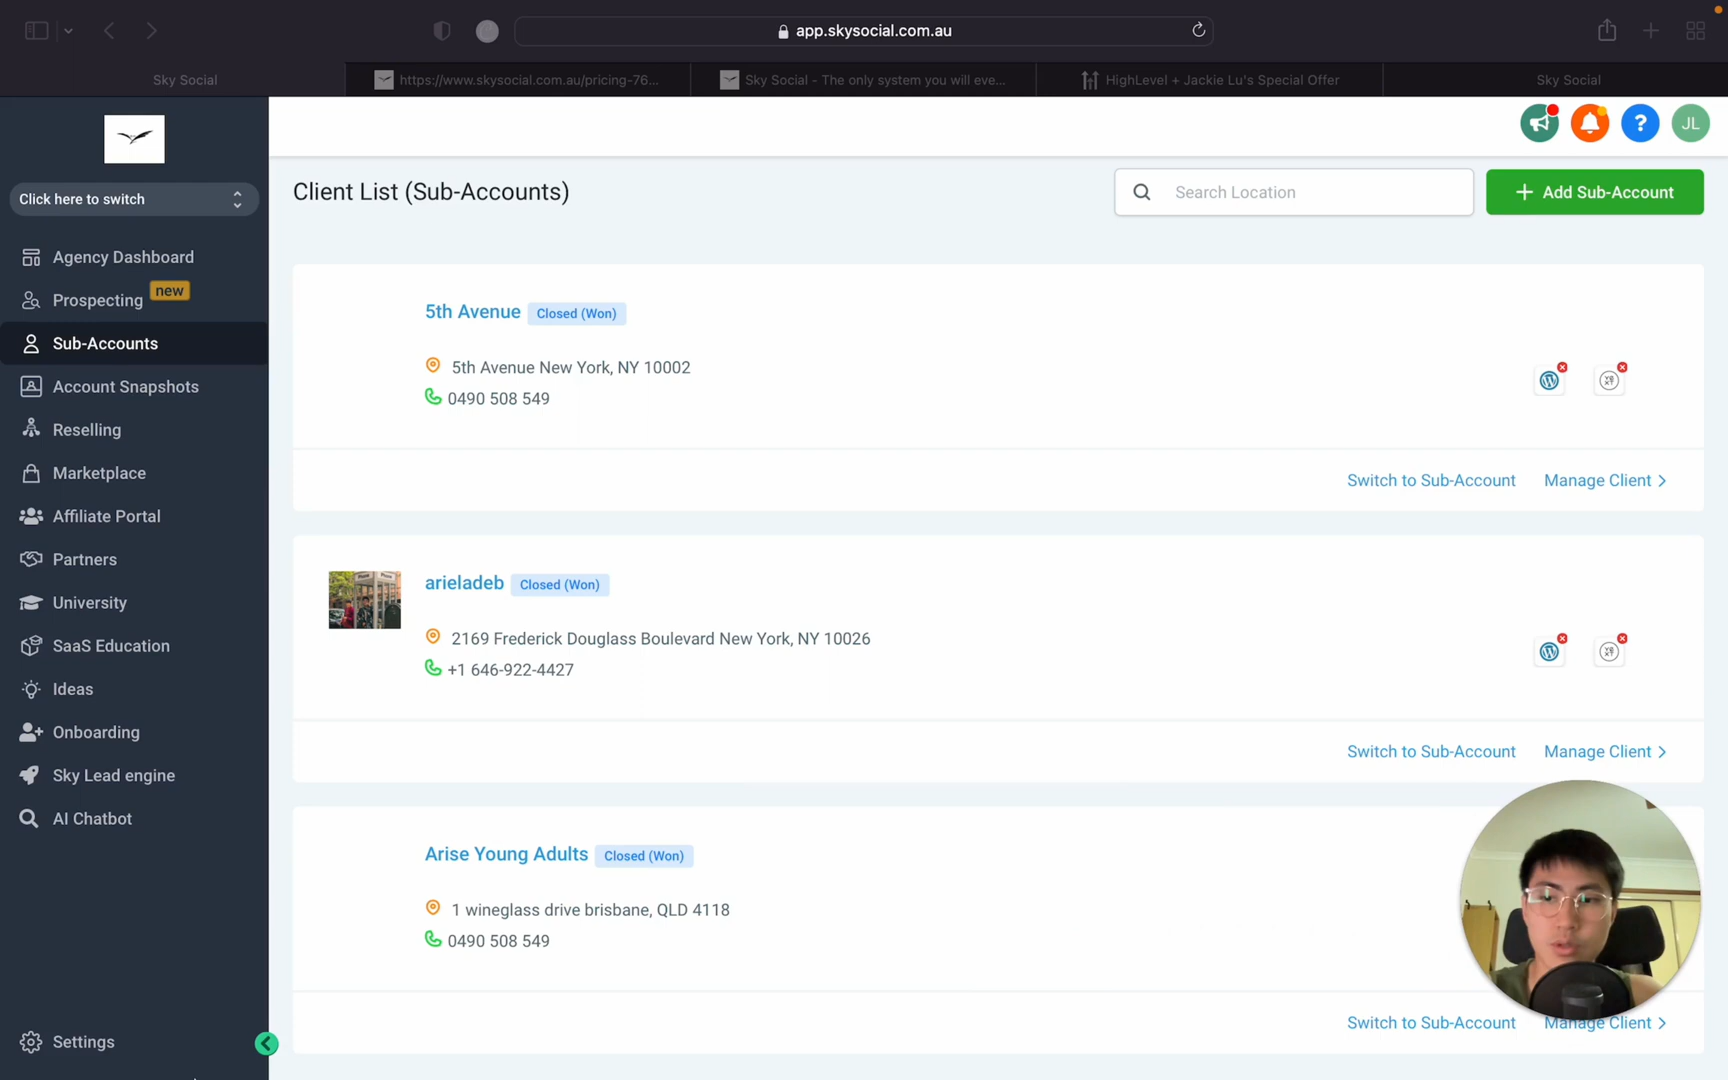 app.skysocial.com.au
Sky Social
https://www.skysocial.com.au/pricing-76...
Sky Social - The only system you will eve...
HighLevel + Jackie Lu's Special Offer
Sky Social
JL
Click here to switch
Client List (Sub-Accounts)
Search Location
Add Sub-Account
Agency Dashboard
Prospecting new
Sub-Accounts
Account Snapshots
Reselling
Marketplace
Affiliate Portal
Partners
University
SaaS Education
Ideas
Onboarding
Sky Lead engine
AI Chatbot
Settings
5th Avenue Closed (Won)
5th Avenue New York, NY 10002
0490 508 549
Switch to Sub-Account Manage Client
arieladeb Closed (Won)
2169 Frederick Douglass Boulevard New York, NY 10026
+1 646-922-4427
Switch to Sub-Account Manage Client
Arise Young Adults Closed (Won)
1 wineglass drive brisbane, QLD 4118
0490 508 549
Switch to Sub-Account Manage Client